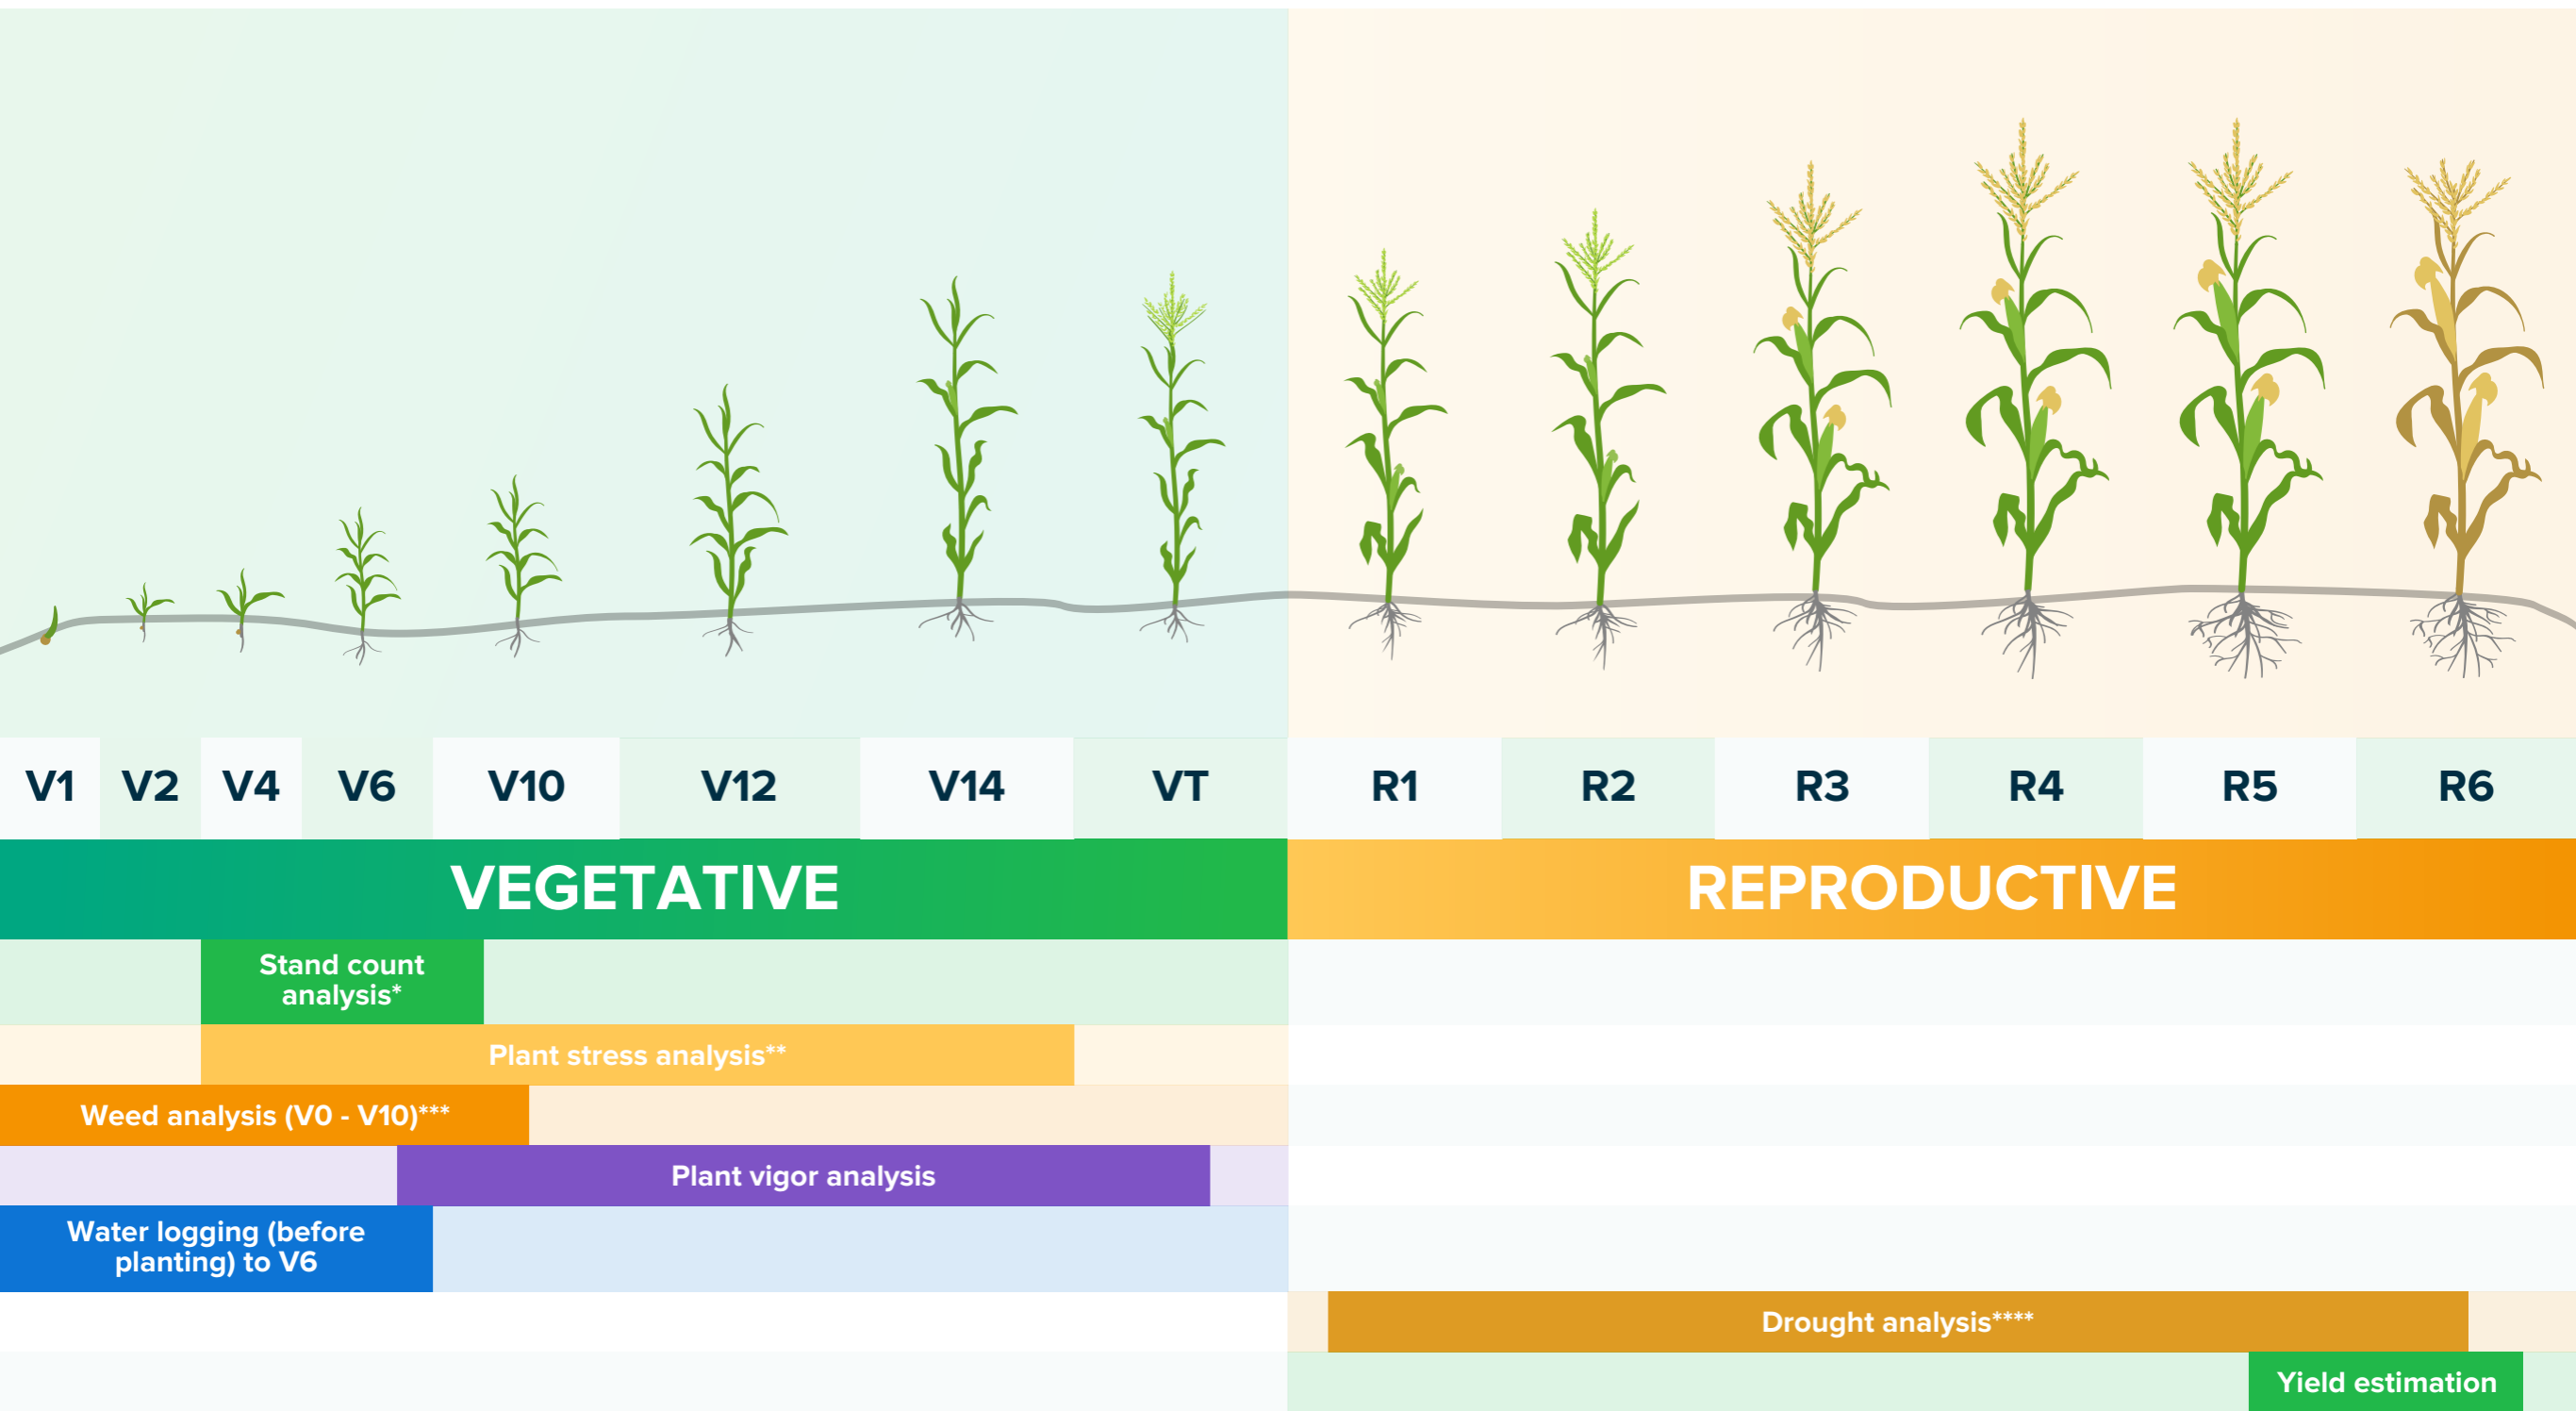 V1 V2 V4 V6 V10 V12 V14 VT R1 R2 R3 R4 R5 R6
VEGETATIVE REPRODUCTIVE
Stand count
analysis*
Plant stress analysis**
Weed analysis (V0 - V10)***
Plant vigor analysis
Water logging (before
planting) to V6
Drought analysis****
Yield estimation